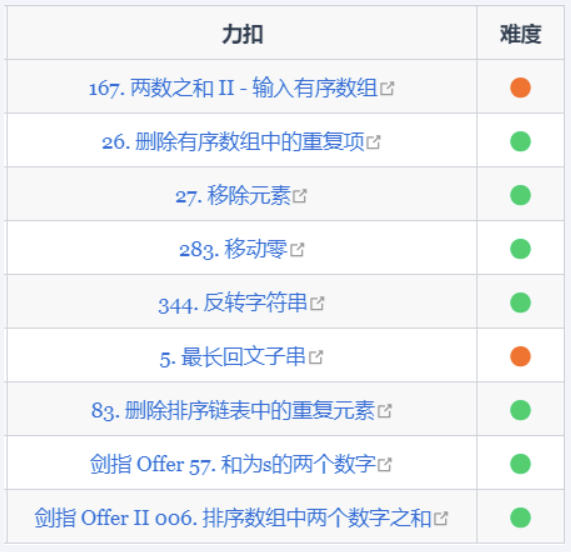 力扣 难度
167. 两数之和 II - 输入有序数组
26. 删除有序数组中的重复项
27. 移除元素
283. 移动零
344. 反转字符串
5. 最长回文子串
83. 删除排序链表中的重复元素
剑指 Offer 57. 和为s的两个数字
剑指 Offer II 006. 排序数组中两个数字之和